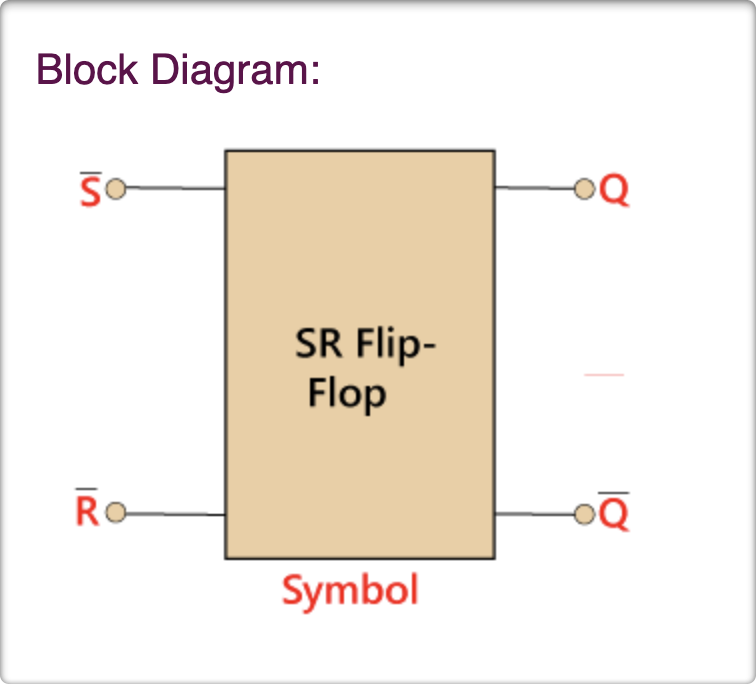 Block Diagram:
S̅
Q
SR Flip-
Flop
R̅
Q̅
Symbol